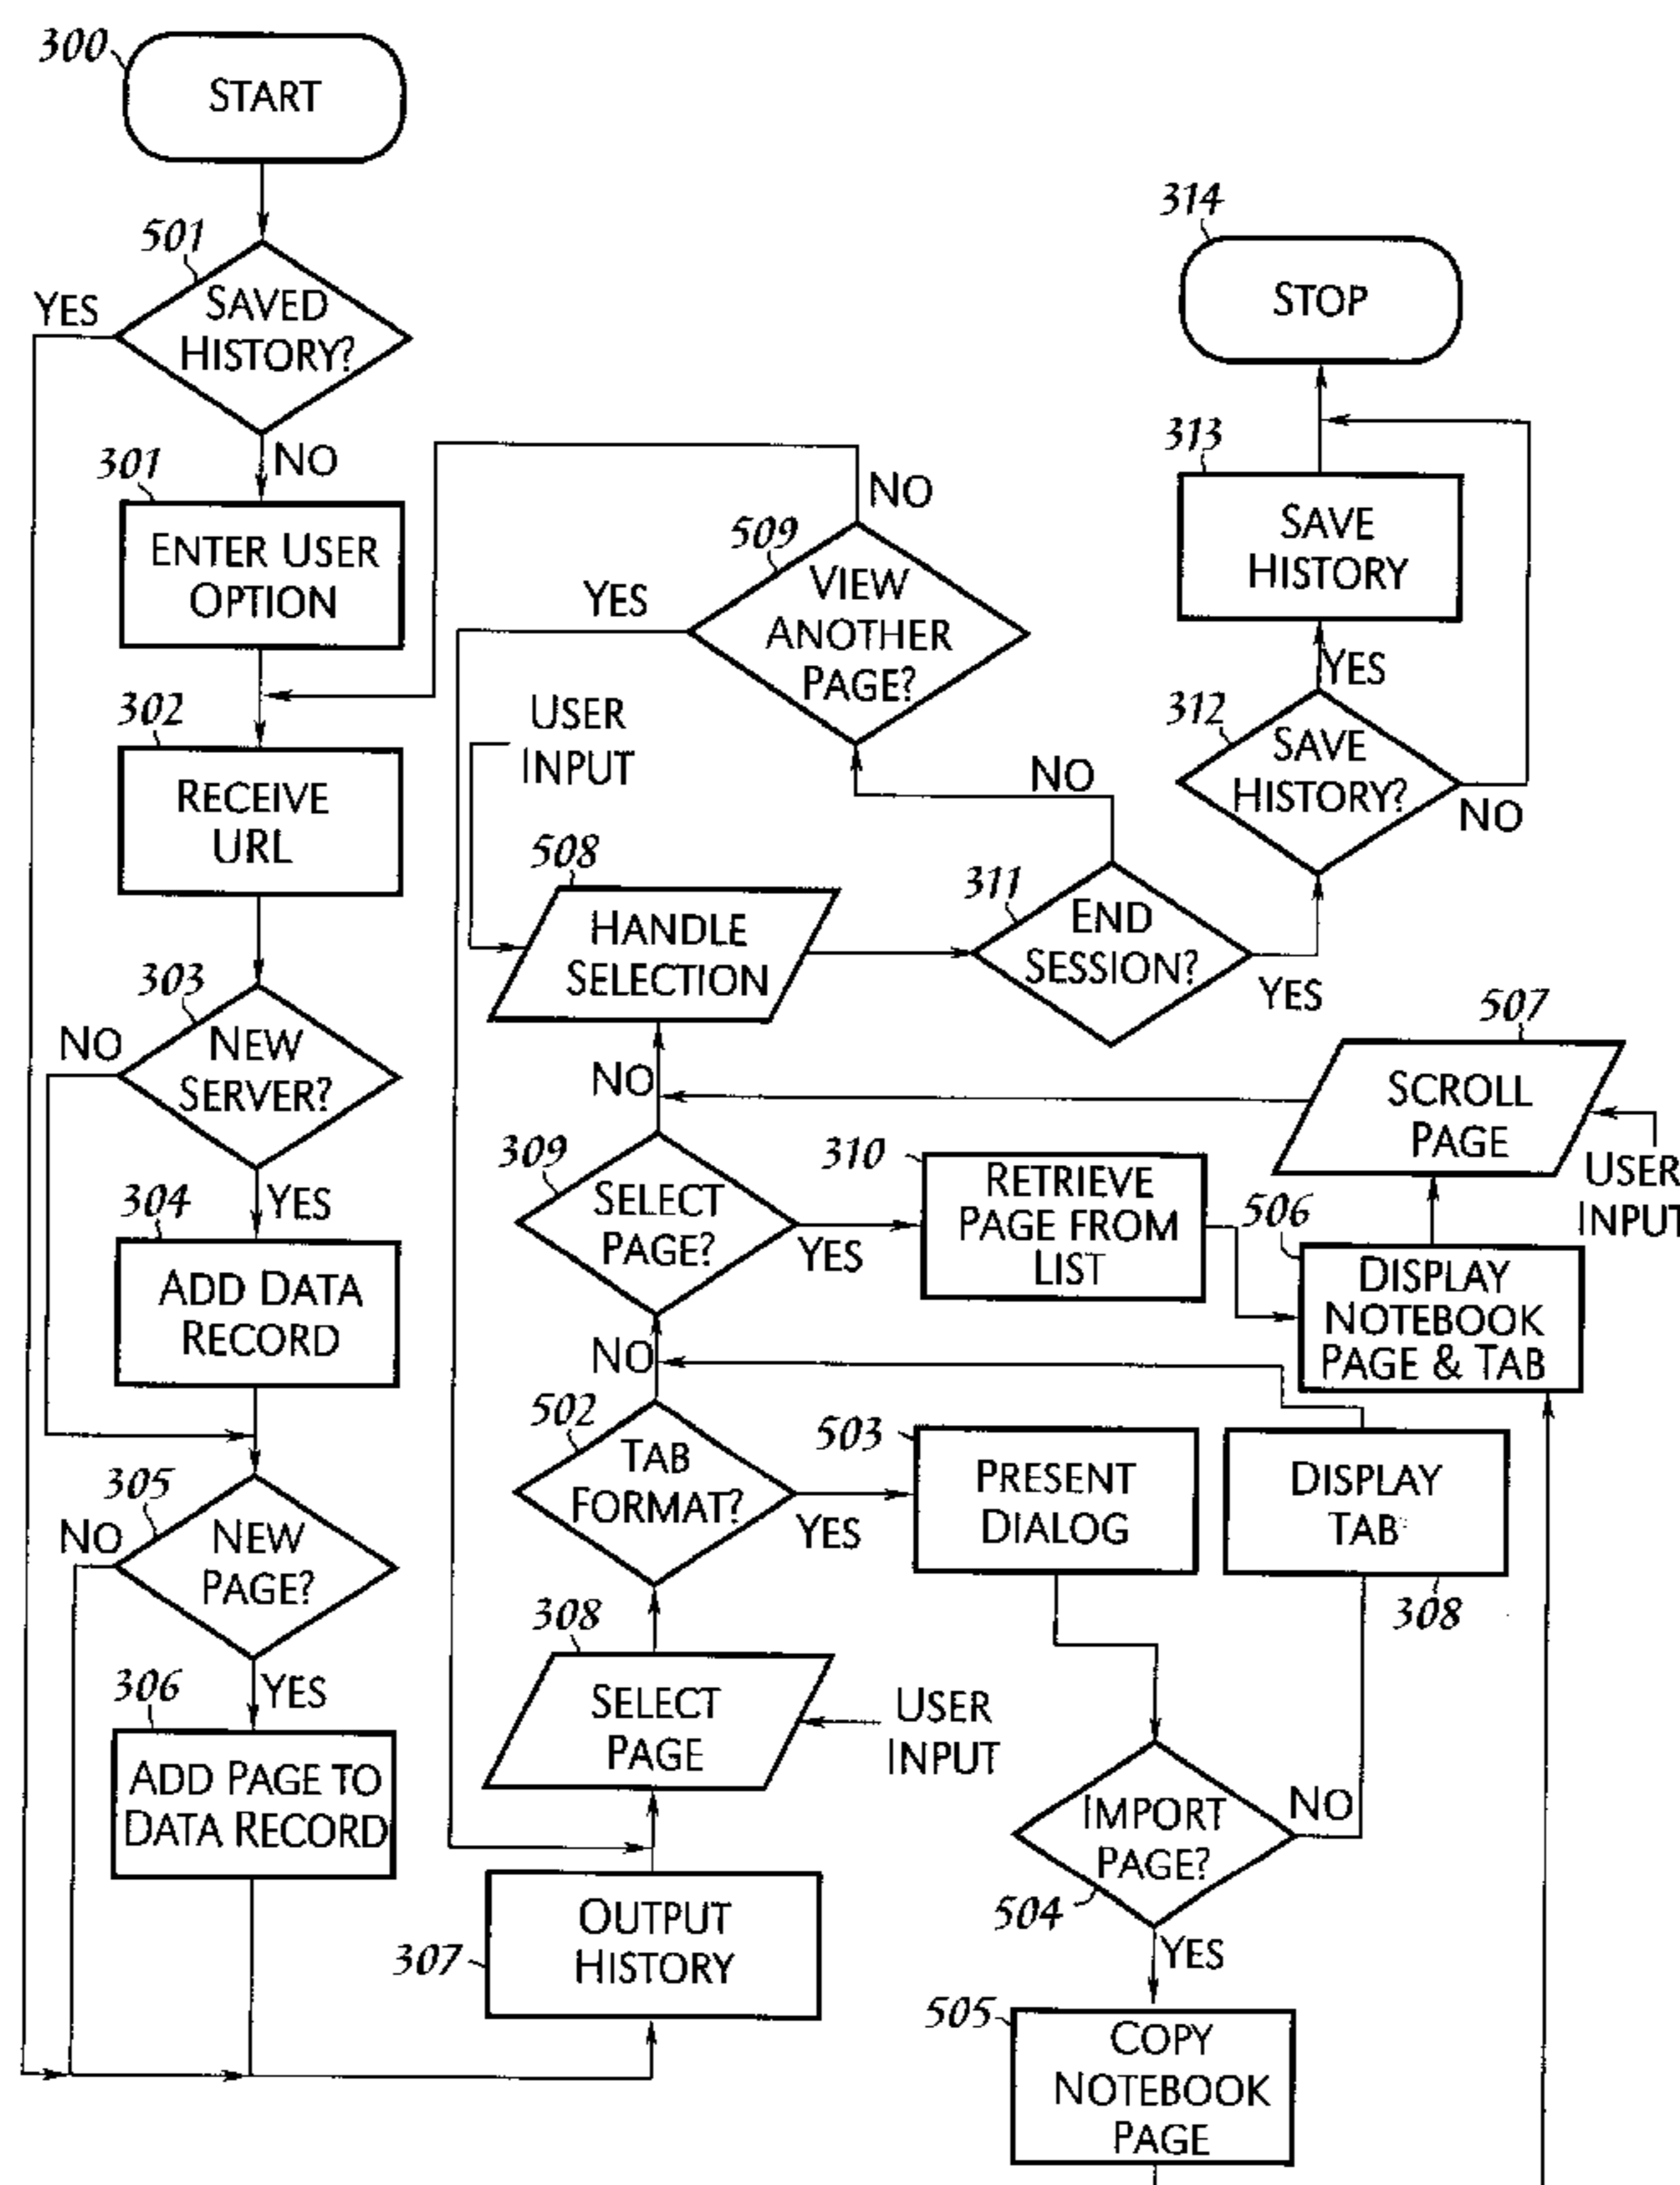 300
START
501
YES
SAVED
HISTORY?
NO
301
ENTER USER
OPTION
302
RECEIVE
URL
303
NO
NEW
SERVER?
YES
304
ADD DATA
RECORD
305
NO
NEW
PAGE?
YES
306
ADD PAGE TO
DATA RECORD
NO
509
YES
VIEW
ANOTHER
PAGE?
USER
INPUT
508
HANDLE
SELECTION
NO
309
SELECT
PAGE?
YES
NO
502
TAB
FORMAT?
YES
308
SELECT
PAGE
USER
INPUT
307
OUTPUT
HISTORY
314
STOP
313
SAVE
HISTORY
YES
312
SAVE
HISTORY?
NO
NO
311
END
SESSION?
YES
507
SCROLL
PAGE
USER
INPUT
310
RETRIEVE
PAGE FROM
LIST
506
DISPLAY
NOTEBOOK
PAGE & TAB
503
PRESENT
DIALOG
DISPLAY
TAB
308
IMPORT
PAGE?
NO
504
YES
505
COPY
NOTEBOOK
PAGE